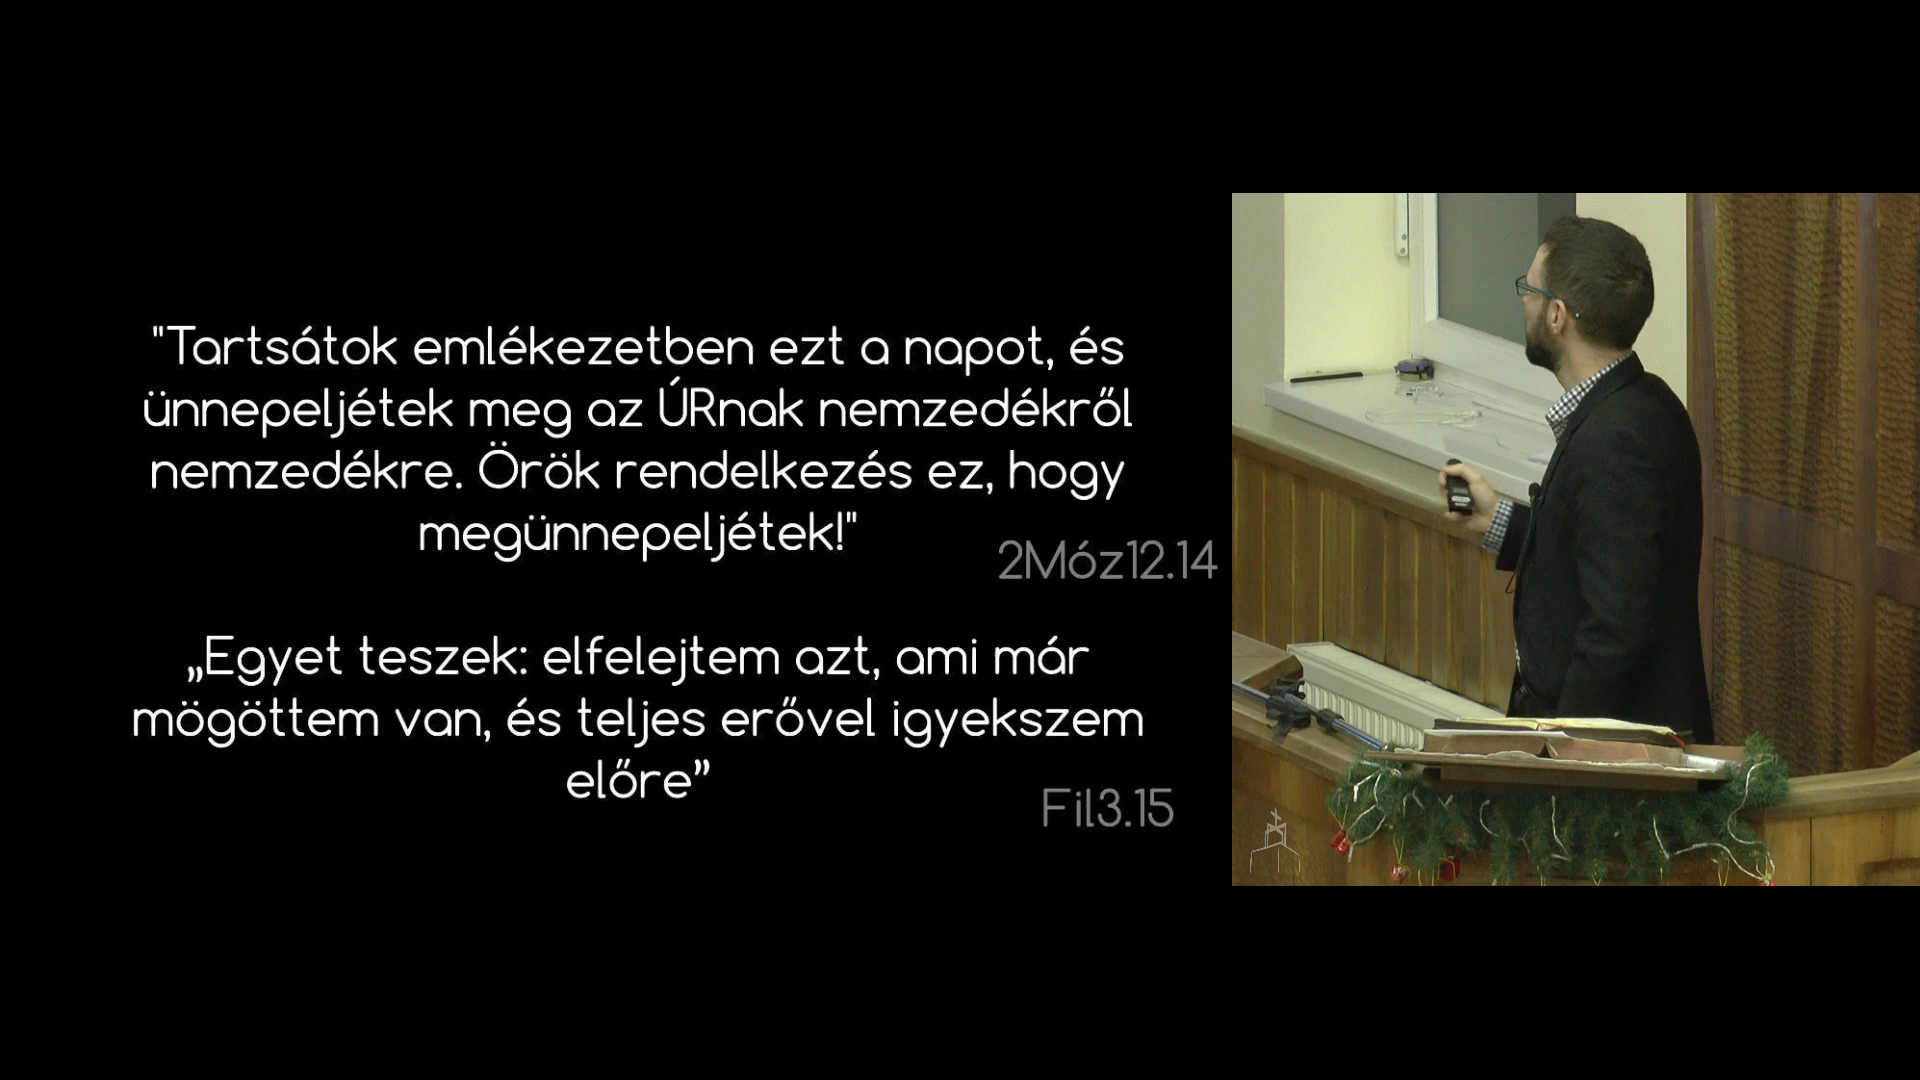 "Tartsátok emlékezetben ezt a napot, és
ünnepeljétek meg az ÚRnak nemzedékről
nemzedékre. Örök rendelkezés ez, hogy
megünnepeljétek!"
2Móz12.14
„Egyet teszek: elfelejtem azt, ami már
mögöttem van, és teljes erővel igyekszem
előre”
Fil3.15